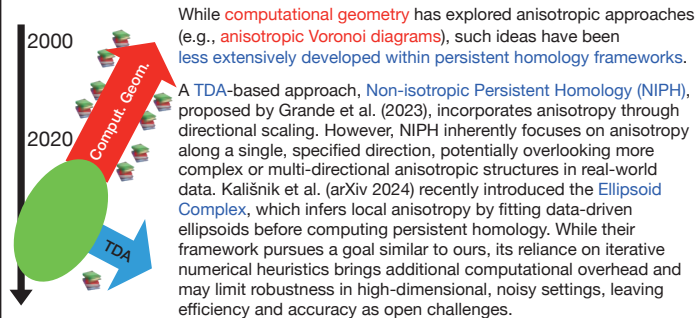 2000
2020
Comput. Geom.
TDA
While computational geometry has explored anisotropic approaches
(e.g., anisotropic Voronoi diagrams), such ideas have been
less extensively developed within persistent homology frameworks.
A TDA-based approach, Non-isotropic Persistent Homology (NIPH),
proposed by Grande et al. (2023), incorporates anisotropy through
directional scaling. However, NIPH inherently focuses on anisotropy
along a single, specified direction, potentially overlooking more
complex or multi-directional anisotropic structures in real-world
data. Kališnik et al. (arXiv 2024) recently introduced the Ellipsoid
Complex, which infers local anisotropy by fitting data-driven
ellipsoids before computing persistent homology. While their
framework pursues a goal similar to ours, its reliance on iterative
numerical heuristics brings additional computational overhead and
may limit robustness in high-dimensional, noisy settings, leaving
efficiency and accuracy as open challenges.